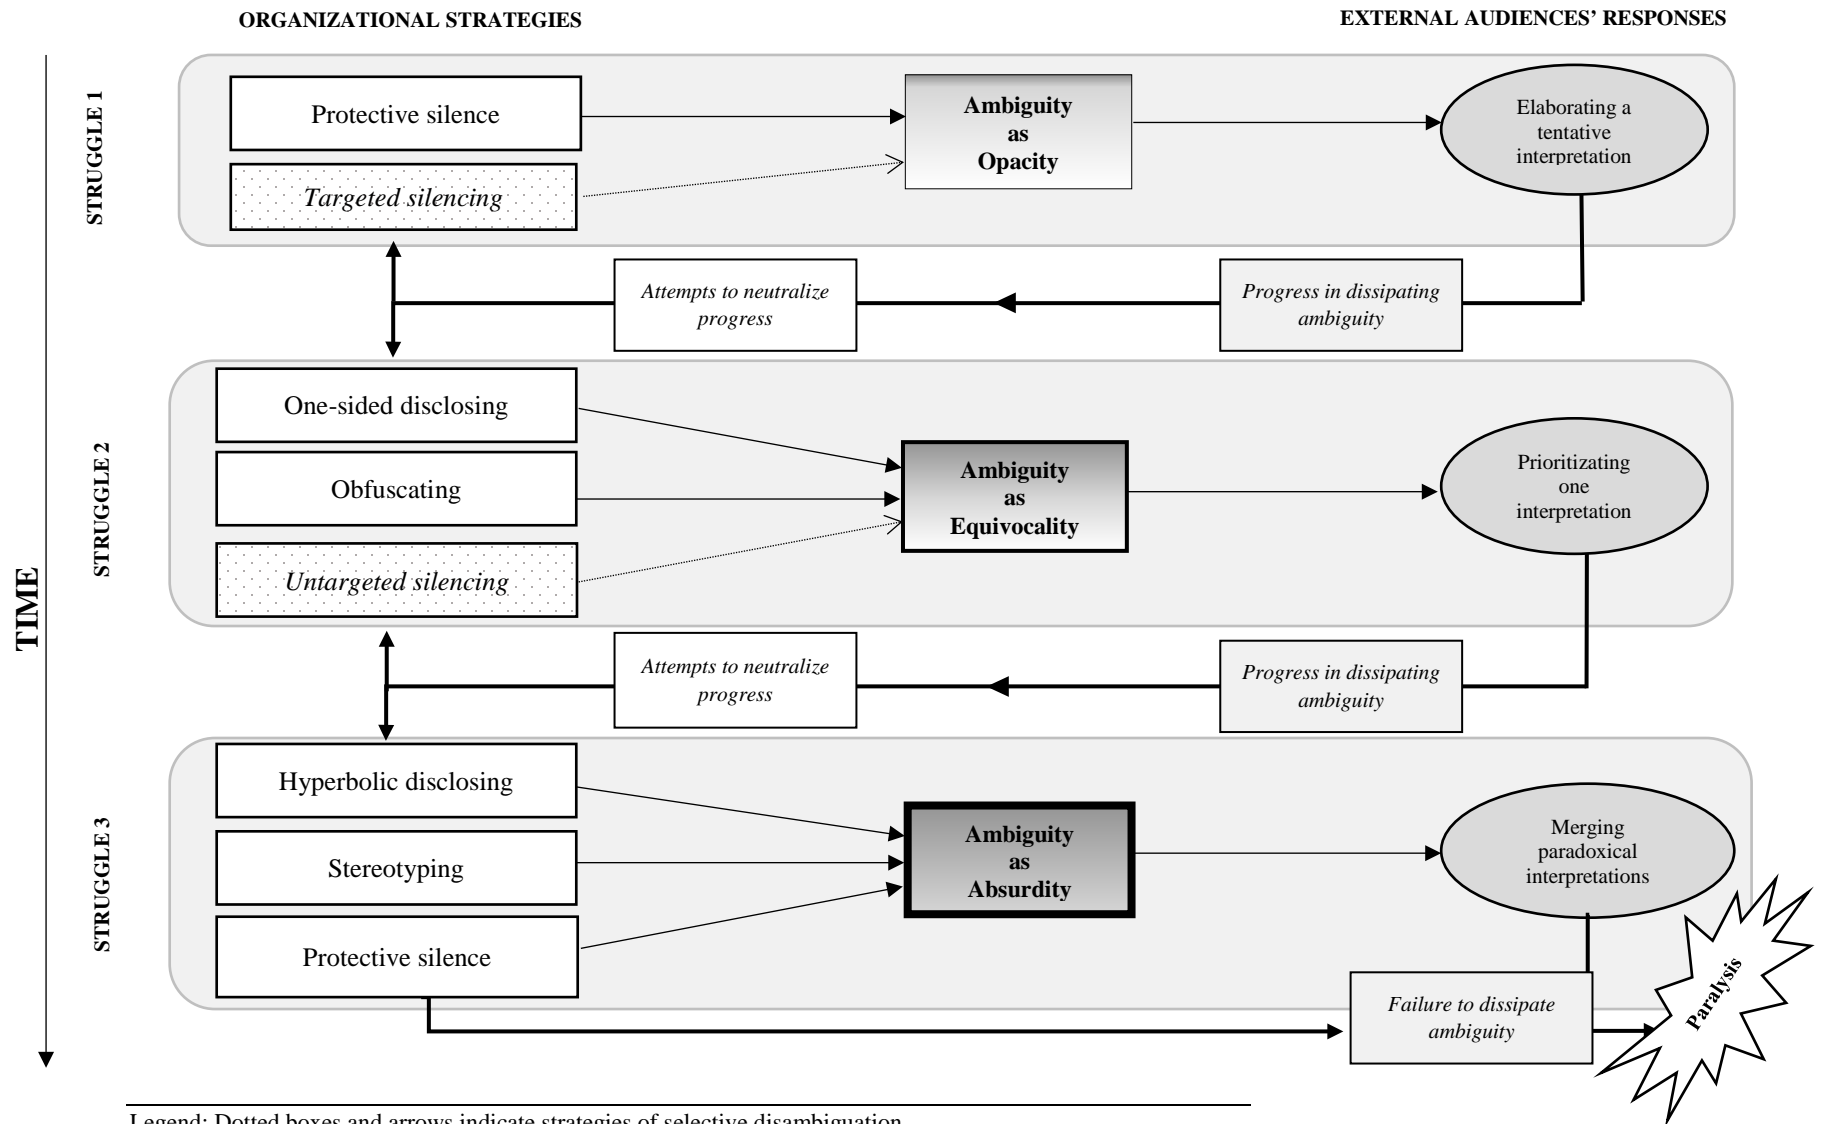 ORGANIZATIONAL STRATEGIES
EXTERNAL AUDIENCES’ RESPONSES
TIME
STRUGGLE 1
Protective silence
Targeted silencing
Ambiguity
as
Opacity
Elaborating a
tentative
interpretation
Attempts to neutralize
progress
Progress in dissipating
ambiguity
STRUGGLE 2
One-sided disclosing
Obfuscating
Untargeted silencing
Ambiguity
as
Equivocality
Prioritizating
one
interpretation
Attempts to neutralize
progress
Progress in dissipating
ambiguity
STRUGGLE 3
Hyperbolic disclosing
Stereotyping
Protective silence
Ambiguity
as
Absurdity
Merging
paradoxical
interpretations
Failure to dissipate
ambiguity
Paralysis
Legend: Dotted boxes and arrows indicate strategies of selective disambiguation